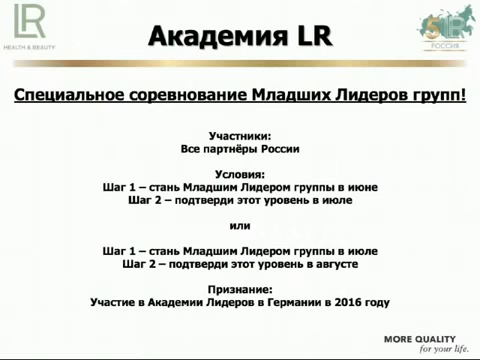 LR
HEALTH & BEAUTY
Академия LR
5 LR
РОССИЯ
Специальное соревнование Младших Лидеров групп!
Участники:
Все партнёры России
Условия:
Шаг 1 – стань Младшим Лидером группы в июне
Шаг 2 – подтверди этот уровень в июле
или
Шаг 1 – стань Младшим Лидером группы в июле
Шаг 2 – подтверди этот уровень в августе
Признание:
Участие в Академии Лидеров в Германии в 2016 году
MORE QUALITY
for your life.